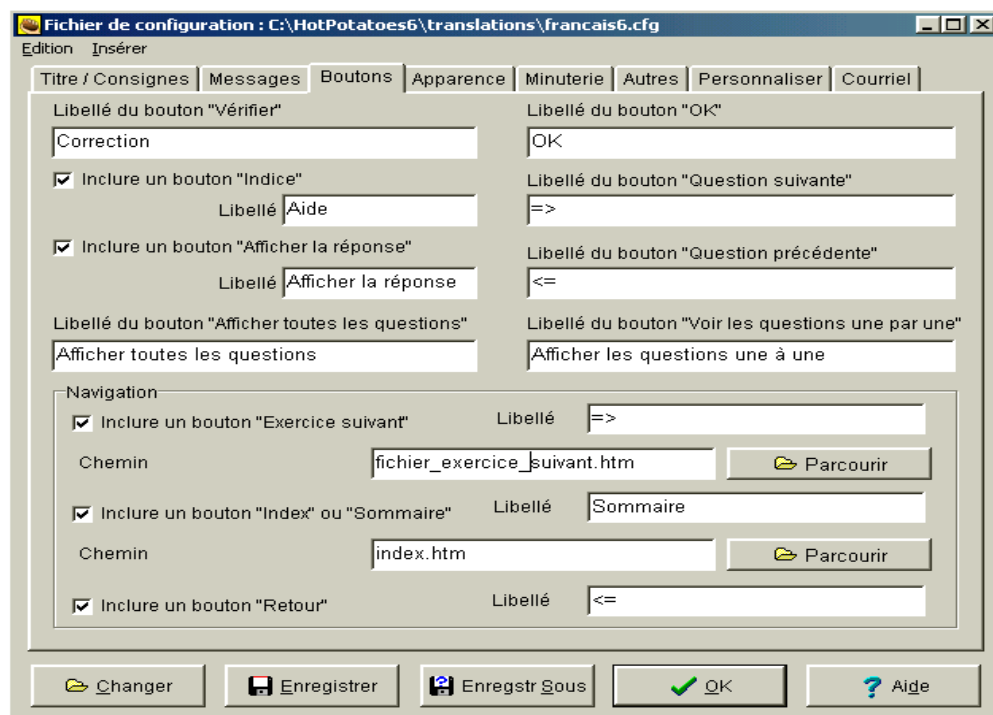 Fichier de configuration : C:\HotPotatoes6\translations\francais6.cfg
Edition Insérer
Titre / Consignes Messages Boutons Apparence Minuterie Autres Personnaliser Courriel
Libellé du bouton "Vérifier" Libellé du bouton "OK"
Correction OK
Inclure un bouton "Indice" Libellé du bouton "Question suivante"
Libellé Aide =>
Inclure un bouton "Afficher la réponse" Libellé du bouton "Question précédente"
Libellé Afficher la réponse <=
Libellé du bouton "Afficher toutes les questions" Libellé du bouton "Voir les questions une par une"
Afficher toutes les questions Afficher les questions une à une
Navigation
Inclure un bouton "Exercice suivant" Libellé =>
Chemin fichier_exercice_suivant.htm Parcourir
Inclure un bouton "Index" ou "Sommaire" Libellé Sommaire
Chemin index.htm Parcourir
Inclure un bouton "Retour" Libellé <=
Changer Enregistrer Enregstr Sous OK Aide